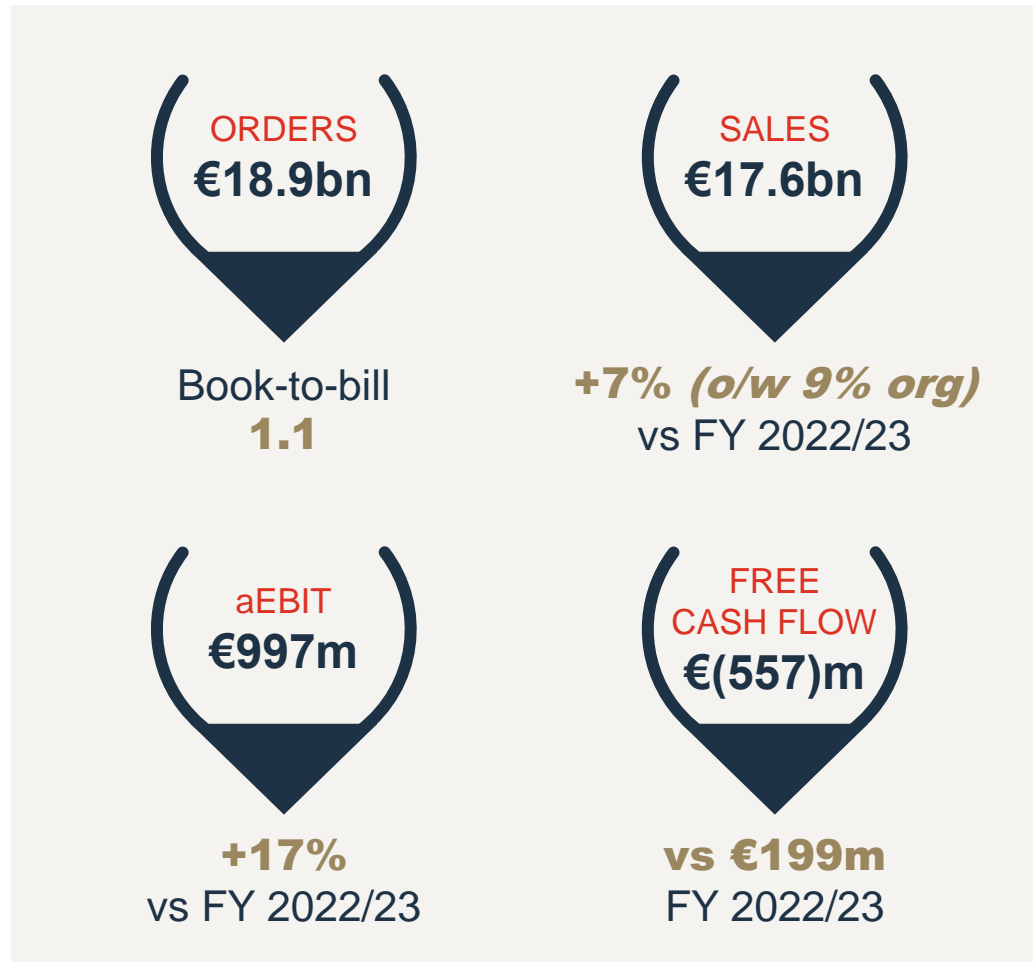 ORDERS
€18.9bn
Book-to-bill
1.1
SALES
€17.6bn
+7% (o/w 9% org)
vs FY 2022/23
aEBIT
€997m
+17%
vs FY 2022/23
FREE
CASH FLOW
€(557)m
vs €199m
FY 2022/23